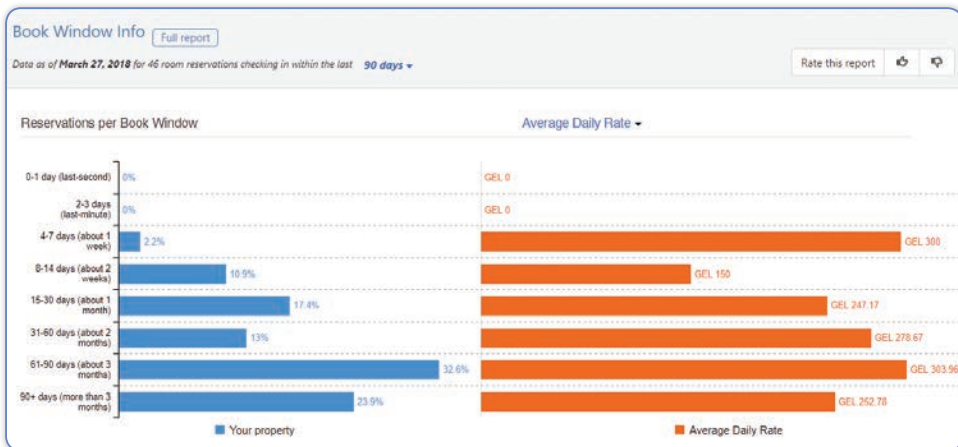 Book Window Info Full report
Data as of March 27, 2018 for 46 room reservations checking in within the last 90 days
Rate this report
Reservations per Book Window Average Daily Rate
0-1 day (last-second) 0% GEL 0
2-3 days
(last-minute) 0% GEL 0
4-7 days (about 1
week) 2.2% GEL 300
8-14 days (about 2
weeks) 10.9% GEL 150
15-30 days (about 1
month) 17.4% GEL 247.17
31-60 days (about 2
months) 13% GEL 278.67
61-90 days (about 3
months) 32.6% GEL 303.96
90+ days (more than 3
months) 23.9% GEL 252.78
Your property Average Daily Rate